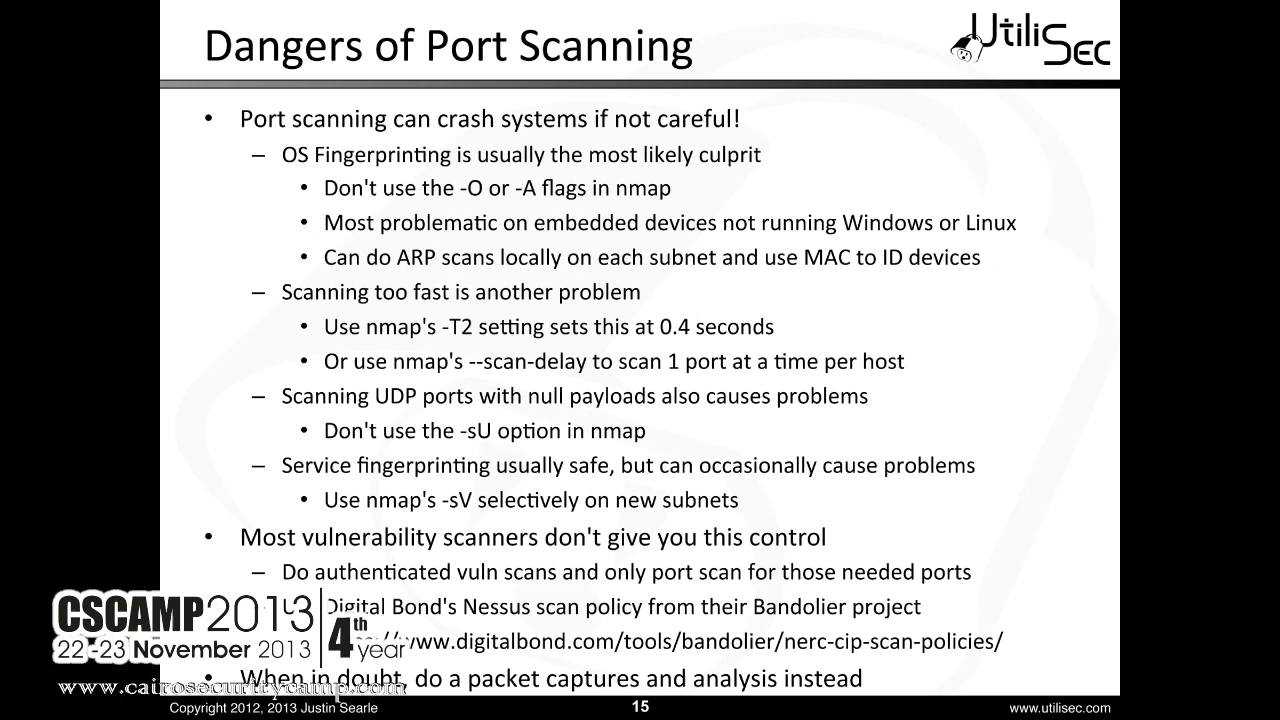 Dangers of Port Scanning
UtiliSec
• Port scanning can crash systems if not careful!
– OS Fingerprinting is usually the most likely culprit
• Don't use the -O or -A flags in nmap
• Most problematic on embedded devices not running Windows or Linux
• Can do ARP scans locally on each subnet and use MAC to ID devices
– Scanning too fast is another problem
• Use nmap's -T2 setting sets this at 0.4 seconds
• Or use nmap's --scan-delay to scan 1 port at a time per host
– Scanning UDP ports with null payloads also causes problems
• Don't use the -sU option in nmap
– Service fingerprinting usually safe, but can occasionally cause problems
• Use nmap's -sV selectively on new subnets
• Most vulnerability scanners don't give you this control
– Do authenticated vuln scans and only port scan for those needed ports
Digital Bond's Nessus scan policy from their Bandolier project
www.digitalbond.com/tools/bandolier/nerc-cip-scan-policies/
• When in doubt, do a packet captures and analysis instead
CSCAMP2013
22-23 November 2013
4th year
www.cairosecuritycamp.com
Copyright 2012, 2013 Justin Searle
15
www.utilisec.com